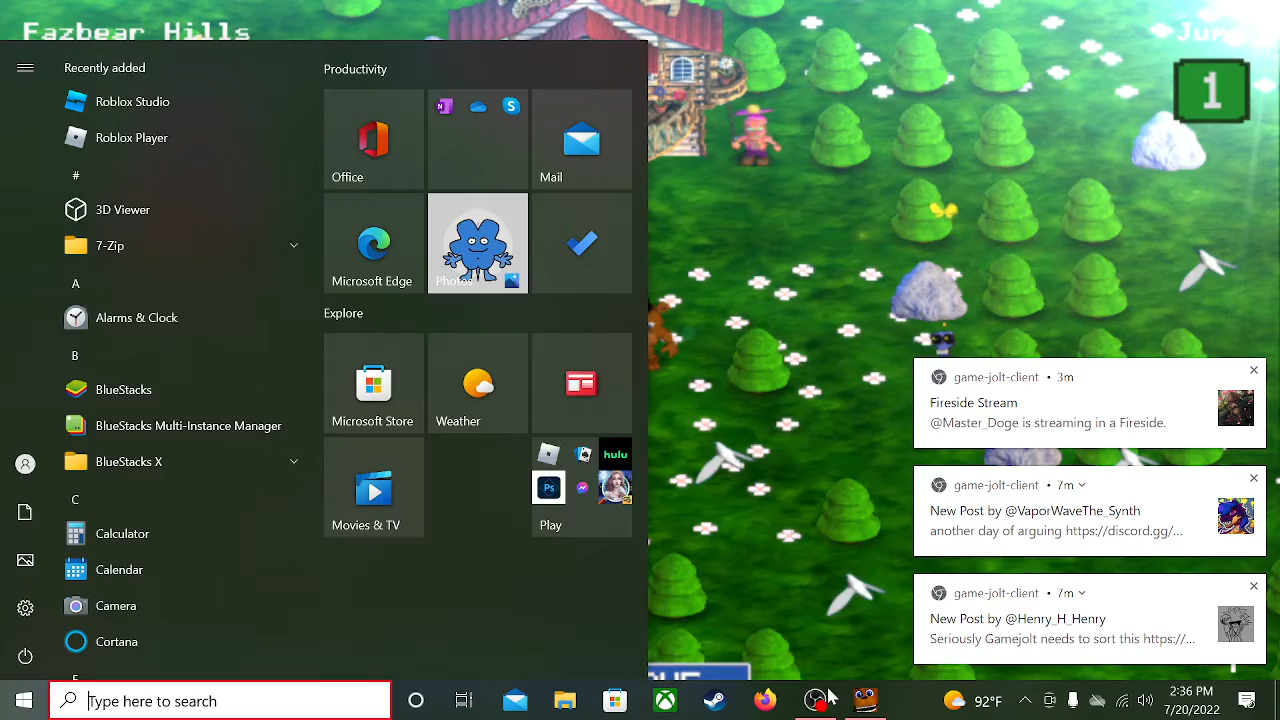 Fazbear Hills
1
Recently added
Roblox Studio
Roblox Player
#
3D Viewer
7-Zip
A
Alarms & Clock
B
BlueStacks
BlueStacks Multi-Instance Manager
BlueStacks X
C
Calculator
Calendar
Camera
Cortana
Productivity
Office
Mail
Microsoft Edge
Photos
Explore
Microsoft Store
Weather
Movies & TV
hulu
Ps
Play
game-jolt-client • 3m
Fireside Stream
@Master_Doge is streaming in a Fireside.
game-jolt-client • 7m
New Post by @VaporWaveThe_Synth
another day of arguing https://discord.gg/...
game-jolt-client • 7m
New Post by @Henry_H_Henry
Seriously Gamejolt needs to sort this https://...
Type here to search
92°F
2:36 PM
7/20/2022